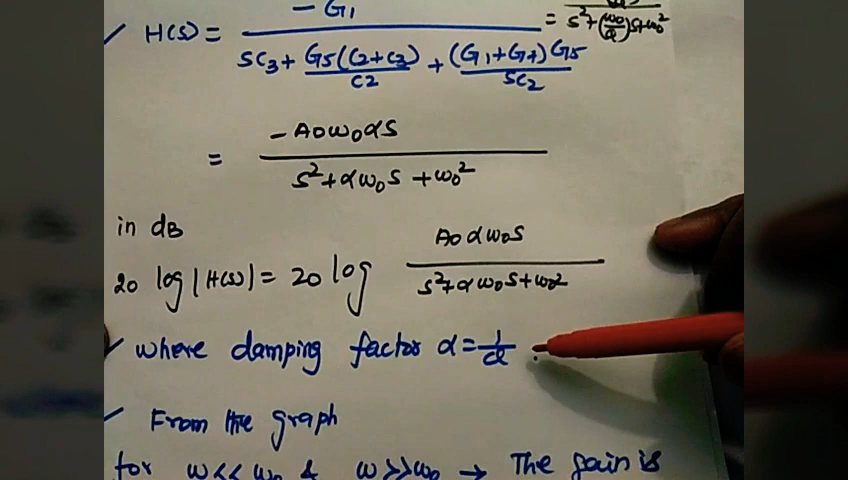 ✓ H(s) = -G1 / (SC3 + G5(C2+C3)/C2 + (G1+G7)G5/SC2) = / s²+(ω0/Q)s+ω0²
= -A0ω0αs / (s²+αω0s+ω0²)
in dB
20 log|H(s)| = 20 log A0αω0s / (s²+αω0s+ω0²)
✓ where damping factor α = 1/Q .
✓ From the graph
for ω<<ω0 & ω>>ω0 → The gain is